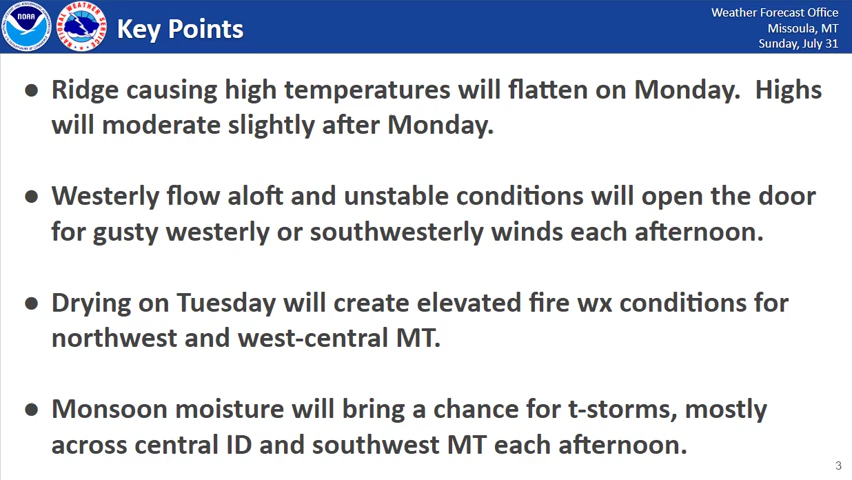 NOAA
NATIONAL WEATHER SERVICE
Key Points
Weather Forecast Office
Missoula, MT
Sunday, July 31
● Ridge causing high temperatures will flatten on Monday.  Highs
will moderate slightly after Monday.
● Westerly flow aloft and unstable conditions will open the door
for gusty westerly or southwesterly winds each afternoon.
● Drying on Tuesday will create elevated fire wx conditions for
northwest and west-central MT.
● Monsoon moisture will bring a chance for t-storms, mostly
across central ID and southwest MT each afternoon.
3